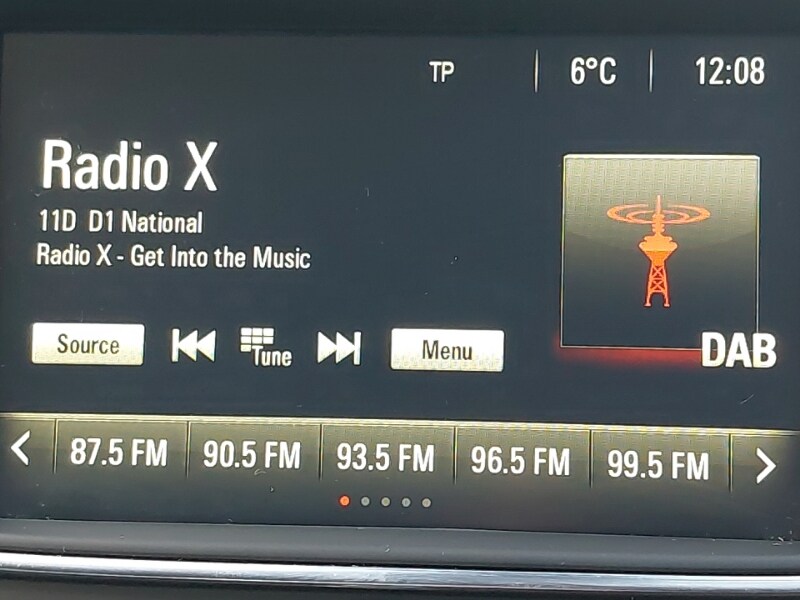 TP 6°C 12:08
Radio X
11D D1 National
Radio X - Get Into the Music
Source Tune Menu
DAB
87.5 FM 90.5 FM 93.5 FM 96.5 FM 99.5 FM